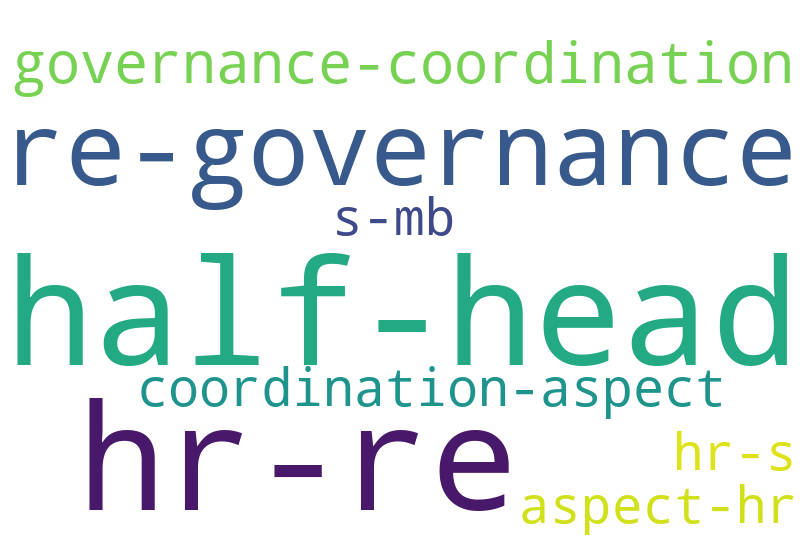 governance-coordination
re-governance
s-mb
half-head
coordination-aspect
hr-re
hr-s
aspect-hr